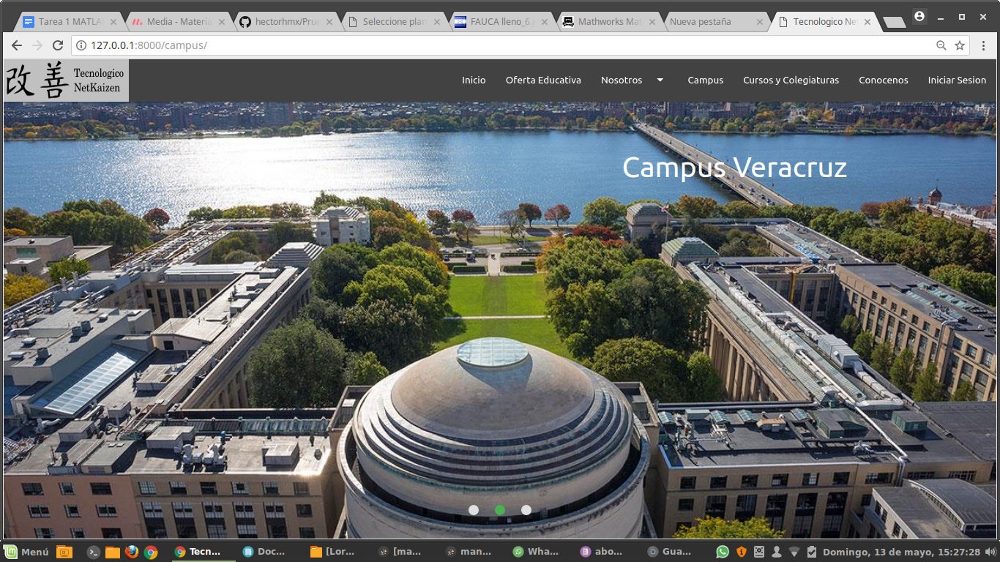 Tarea 1 MATLA
Media - Materia
hectorhmx/Pru
Seleccione plan
FAUCA lleno_6.j
Mathworks Mat
Nueva pestaña
Tecnologico Ne
127.0.0.1:8000/campus/
改善
Tecnologico
NetKaizen
Inicio
Oferta Educativa
Nosotros
Campus
Cursos y Colegiaturas
Conocenos
Iniciar Sesion
Campus Veracruz
Menú
Tecn...
Doc...
[Lor...
[ma...
man...
Wha...
abo...
Gua...
Domingo, 13 de mayo, 15:27:28